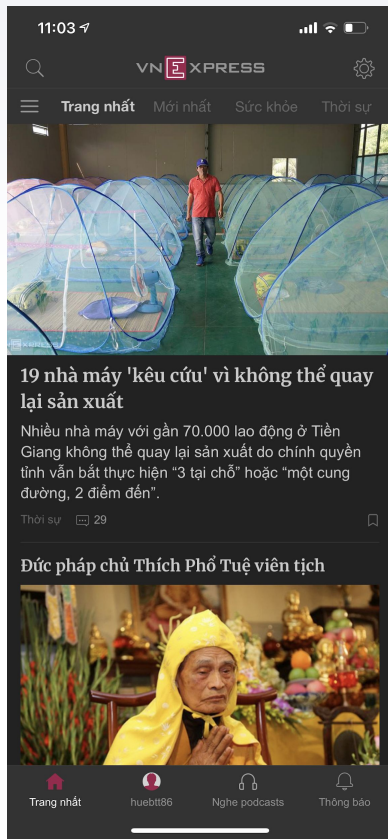 11:03
VNEXPRESS
Trang nhất Mới nhất Sức khỏe Thời sự
19 nhà máy 'kêu cứu' vì không thể quay
lại sản xuất
Nhiều nhà máy với gần 70.000 lao động ở Tiền
Giang không thể quay lại sản xuất do chính quyền
tỉnh vẫn bắt thực hiện “3 tại chỗ” hoặc “một cung
đường, 2 điểm đến”.
Thời sự 29
Đức pháp chủ Thích Phổ Tuệ viên tịch
Trang nhất huebtt86 Nghe podcasts Thông báo